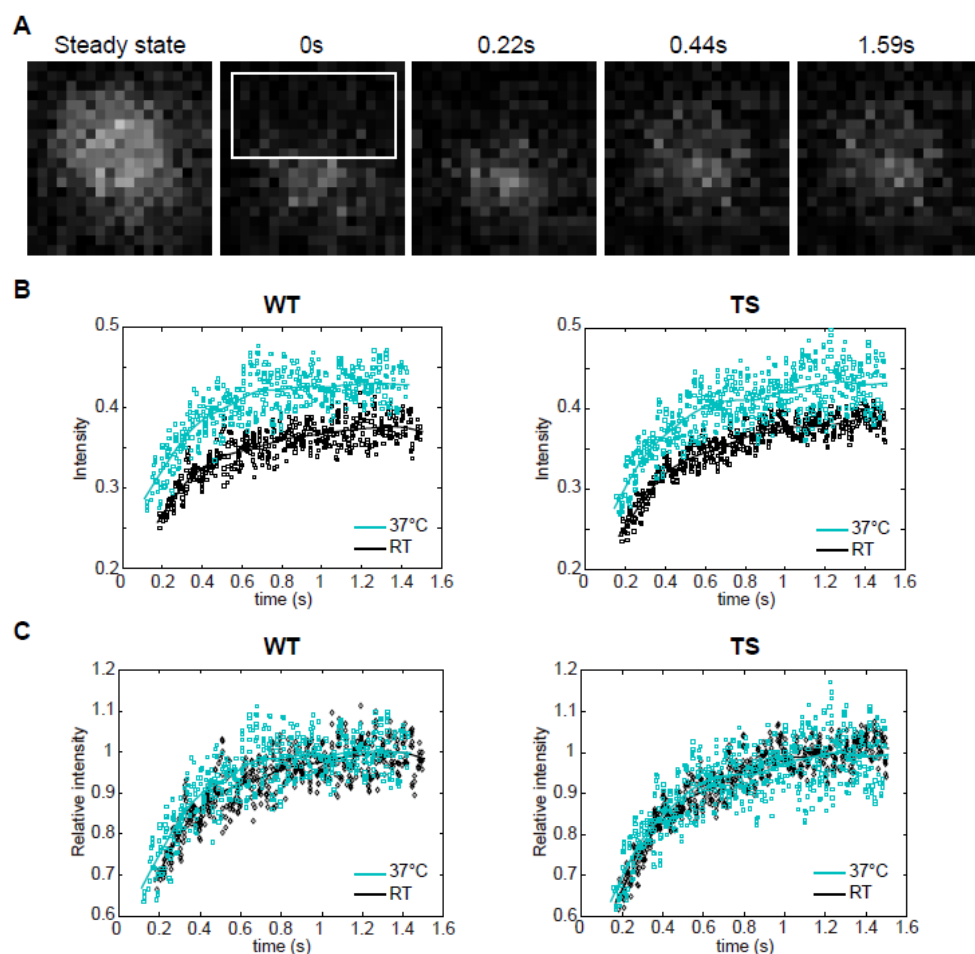 A
Steady state 0s 0.22s 0.44s 1.59s
B
WT TS
0.5 0.5
0.4 0.4
Intensity Intensity
0.3 0.3
37°C 37°C
RT RT
0.2 0.2
0 0.2 0.4 0.6 0.8 1 1.2 1.4 1.6 0 0.2 0.4 0.6 0.8 1 1.2 1.4 1.6
time (s) time (s)
C
WT TS
1.2 1.2
1.1 1.1
1 1
Relative intensity Relative intensity
0.9 0.9
0.8 0.8
0.7 0.7
37°C 37°C
RT RT
0.6 0.6
0 0.2 0.4 0.6 0.8 1 1.2 1.4 1.6 0 0.2 0.4 0.6 0.8 1 1.2 1.4 1.6
time (s) time (s)